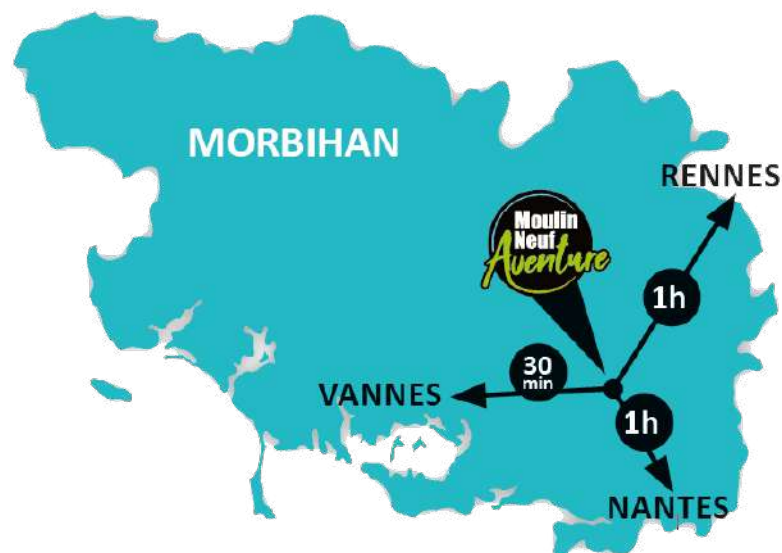 MORBIHAN
RENNES
Moulin
Neuf
Aventure
1h
30
min
VANNES
1h
NANTES